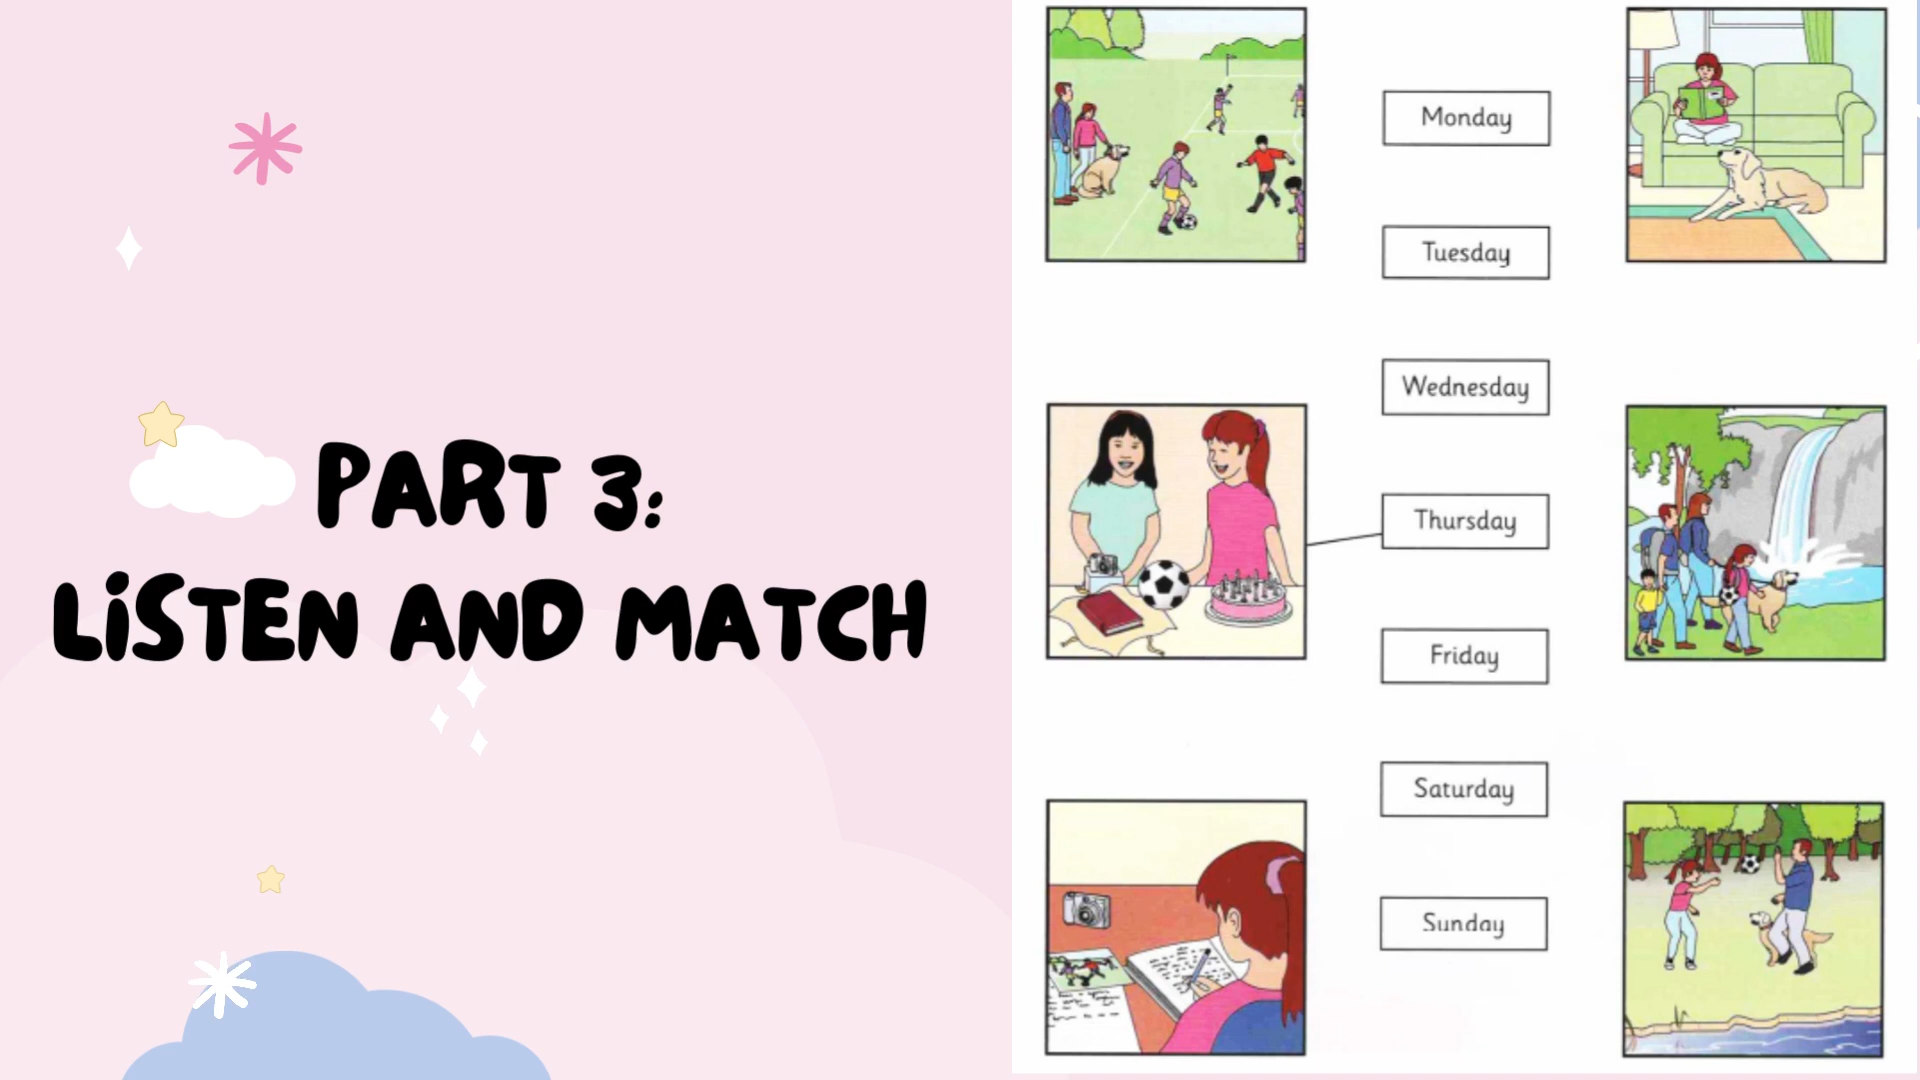 PART 3:
LISTEN AND MATCH
Monday
Tuesday
Wednesday
Thursday
Friday
Saturday
Sunday